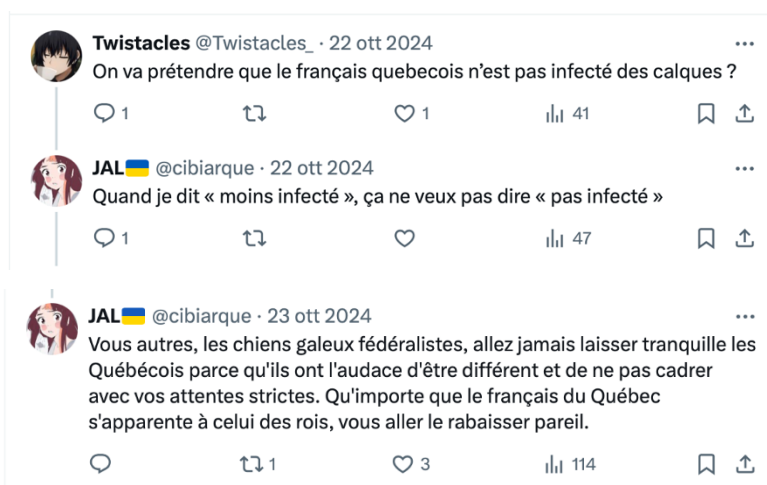 Twistacles @Twistacles_ · 22 ott 2024
On va prétendre que le français quebecois n’est pas infecté des calques ?
1 1 41
JAL🇺🇦 @cibiarque · 22 ott 2024
Quand je dit « moins infecté », ça ne veux pas dire « pas infecté »
1 47
JAL🇺🇦 @cibiarque · 23 ott 2024
Vous autres, les chiens galeux fédéralistes, allez jamais laisser tranquille les
Québécois parce qu'ils ont l'audace d'être différent et de ne pas cadrer
avec vos attentes strictes. Qu'importe que le français du Québec
s'apparente à celui des rois, vous aller le rabaisser pareil.
1 3 114